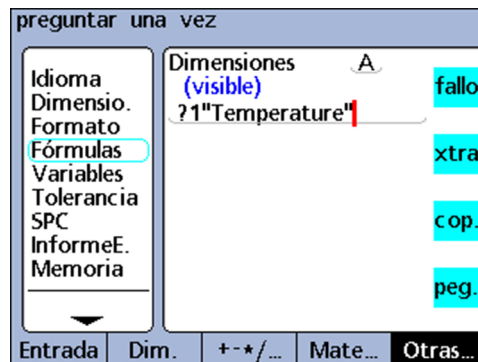 preguntar una vez
Idioma
Dimensio.
Formato
Fórmulas
Variables
Tolerancia
SPC
InformeE.
Memoria
Dimensiones A
(visible)
?1"Temperature"
fallo
xtra
cop.
peg.
Entrada Dim. +-*/... Mate... Otras...